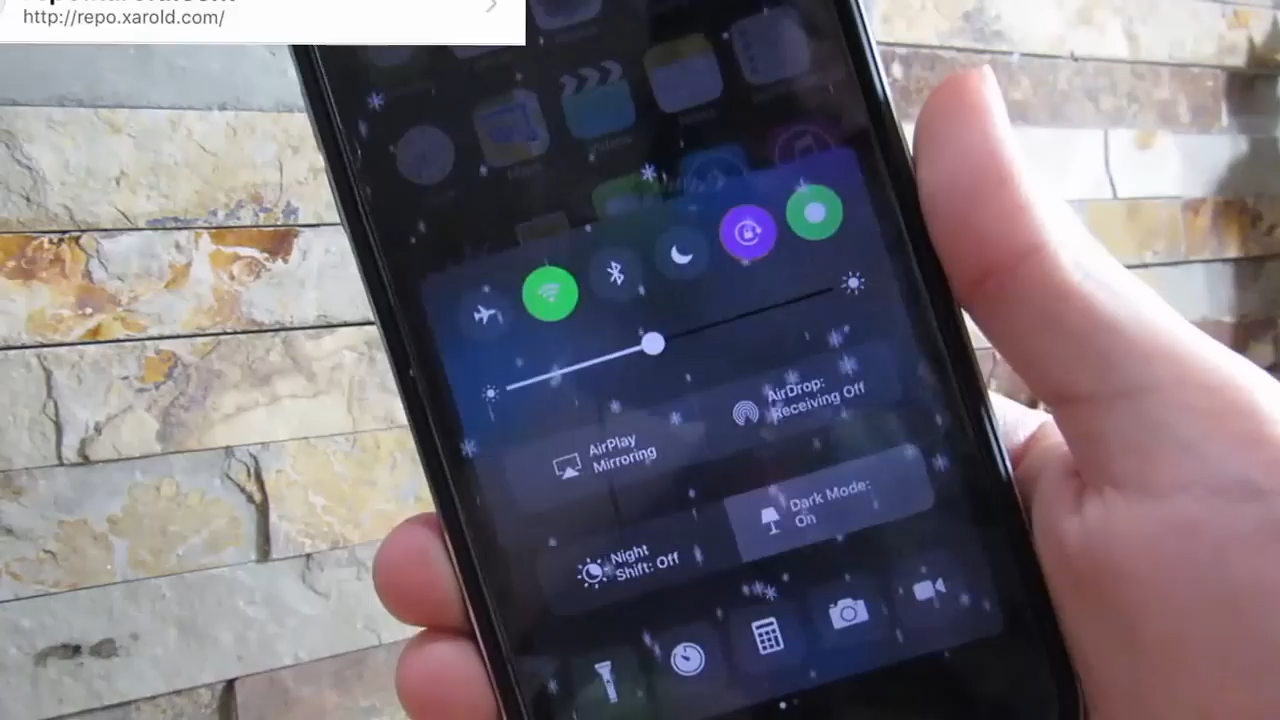 http://repo.xarold.com/
AirDrop:
Receiving Off
AirPlay
Mirroring
Dark Mode:
On
Night
Shift: Off